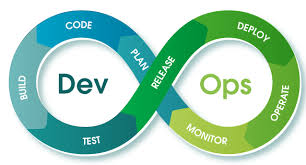 CODE
BUILD
PLAN
TEST
Dev
RELEASE
DEPLOY
OPERATE
MONITOR
Ops